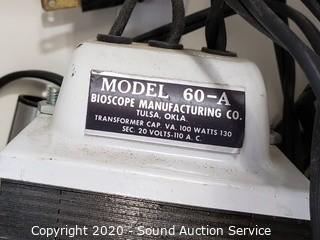 MODEL 60-A
BIOSCOPE MANUFACTURING CO.
TULSA, OKLA.
TRANSFORMER CAP. VA. 100 WATTS 130
SEC. 20 VOLTS-110 A. C.
Copyright 2020 - Sound Auction Service